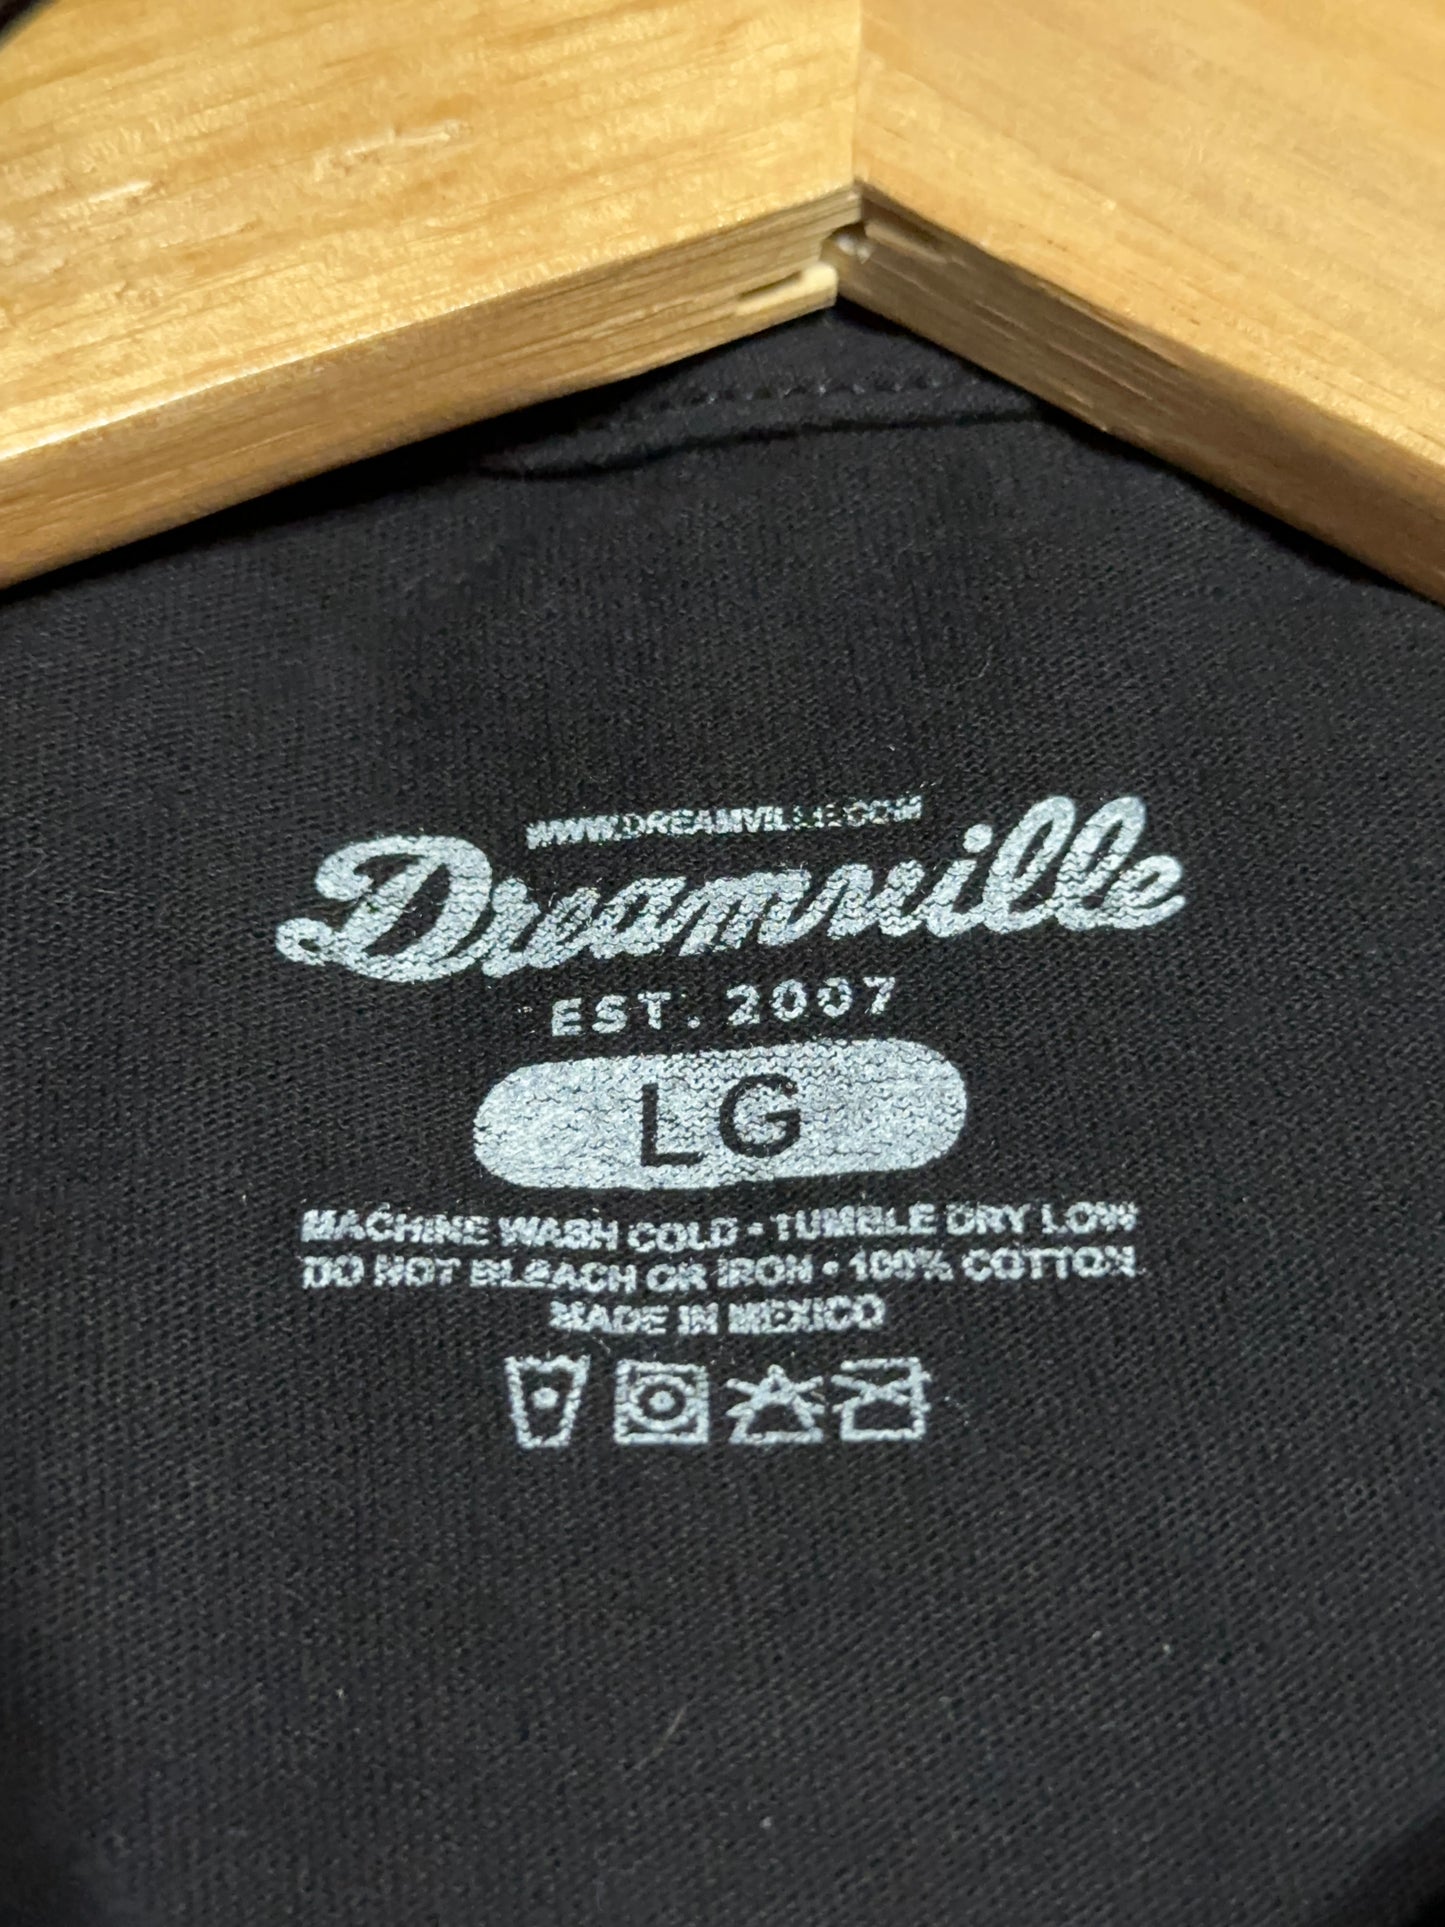 WWW.DREAMVILLE.COM
Dreamville
EST. 2007
LG
MACHINE WASH COLD • TUMBLE DRY LOW
DO NOT BLEACH OR IRON • 100% COTTON
MADE IN MEXICO